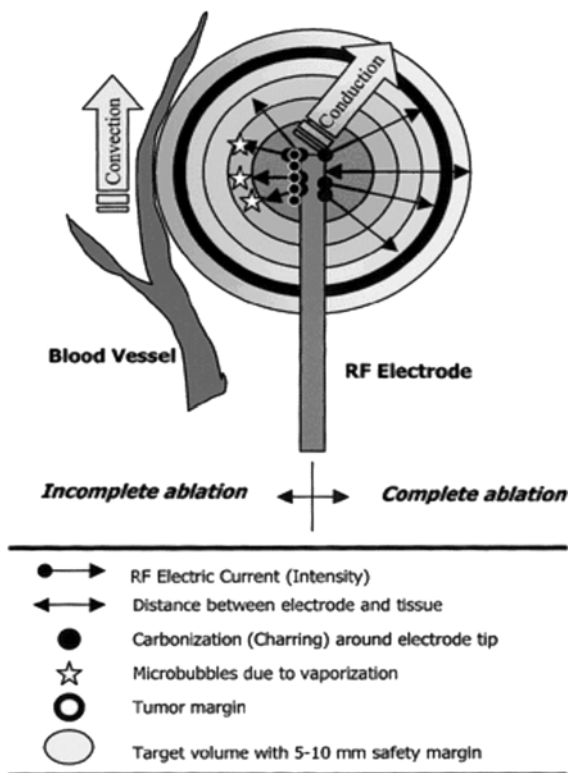 Convection
Conduction
Blood Vessel
RF Electrode
Incomplete ablation
Complete ablation
RF Electric Current (Intensity)
Distance between electrode and tissue
Carbonization (Charring) around electrode tip
Microbubbles due to vaporization
Tumor margin
Target volume with 5-10 mm safety margin